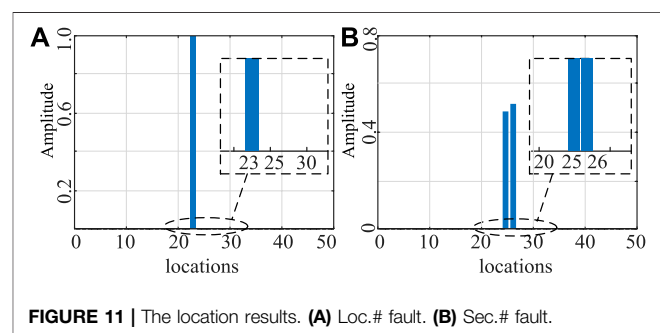 A
B
1.0
0.6
0.2
Amplitude
23 25 30
0 10 20 30 40 50
locations
0.8
0.4
0
Amplitude
20 25 26
0 10 20 30 40 50
locations
FIGURE 11 | The location results. (A) Loc.# fault. (B) Sec.# fault.